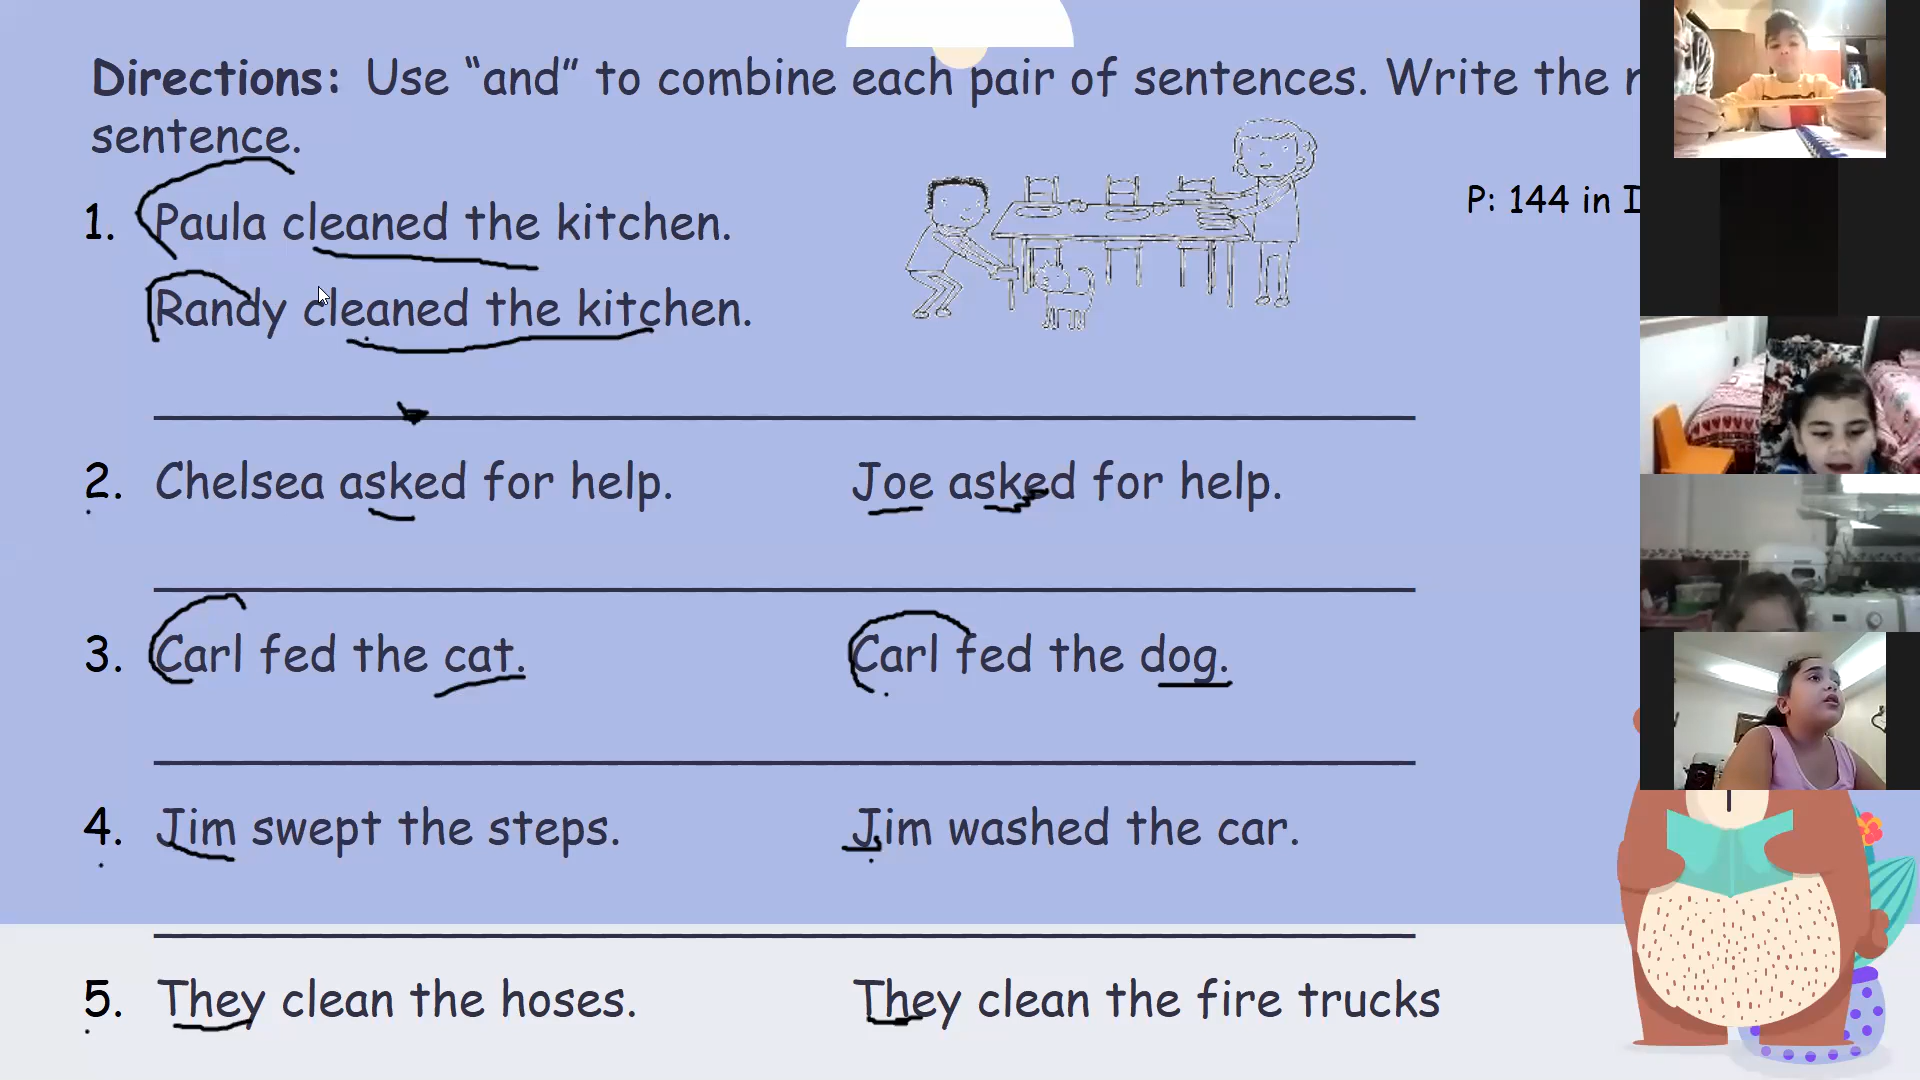 Directions: Use “and” to combine each pair of sentences. Write the
sentence.
P: 144 in
1. Paula cleaned the kitchen.
Randy cleaned the kitchen.
2. Chelsea asked for help. Joe asked for help.
3. Carl fed the cat. Carl fed the dog.
4. Jim swept the steps. Jim washed the car.
5. They clean the hoses. They clean the fire trucks